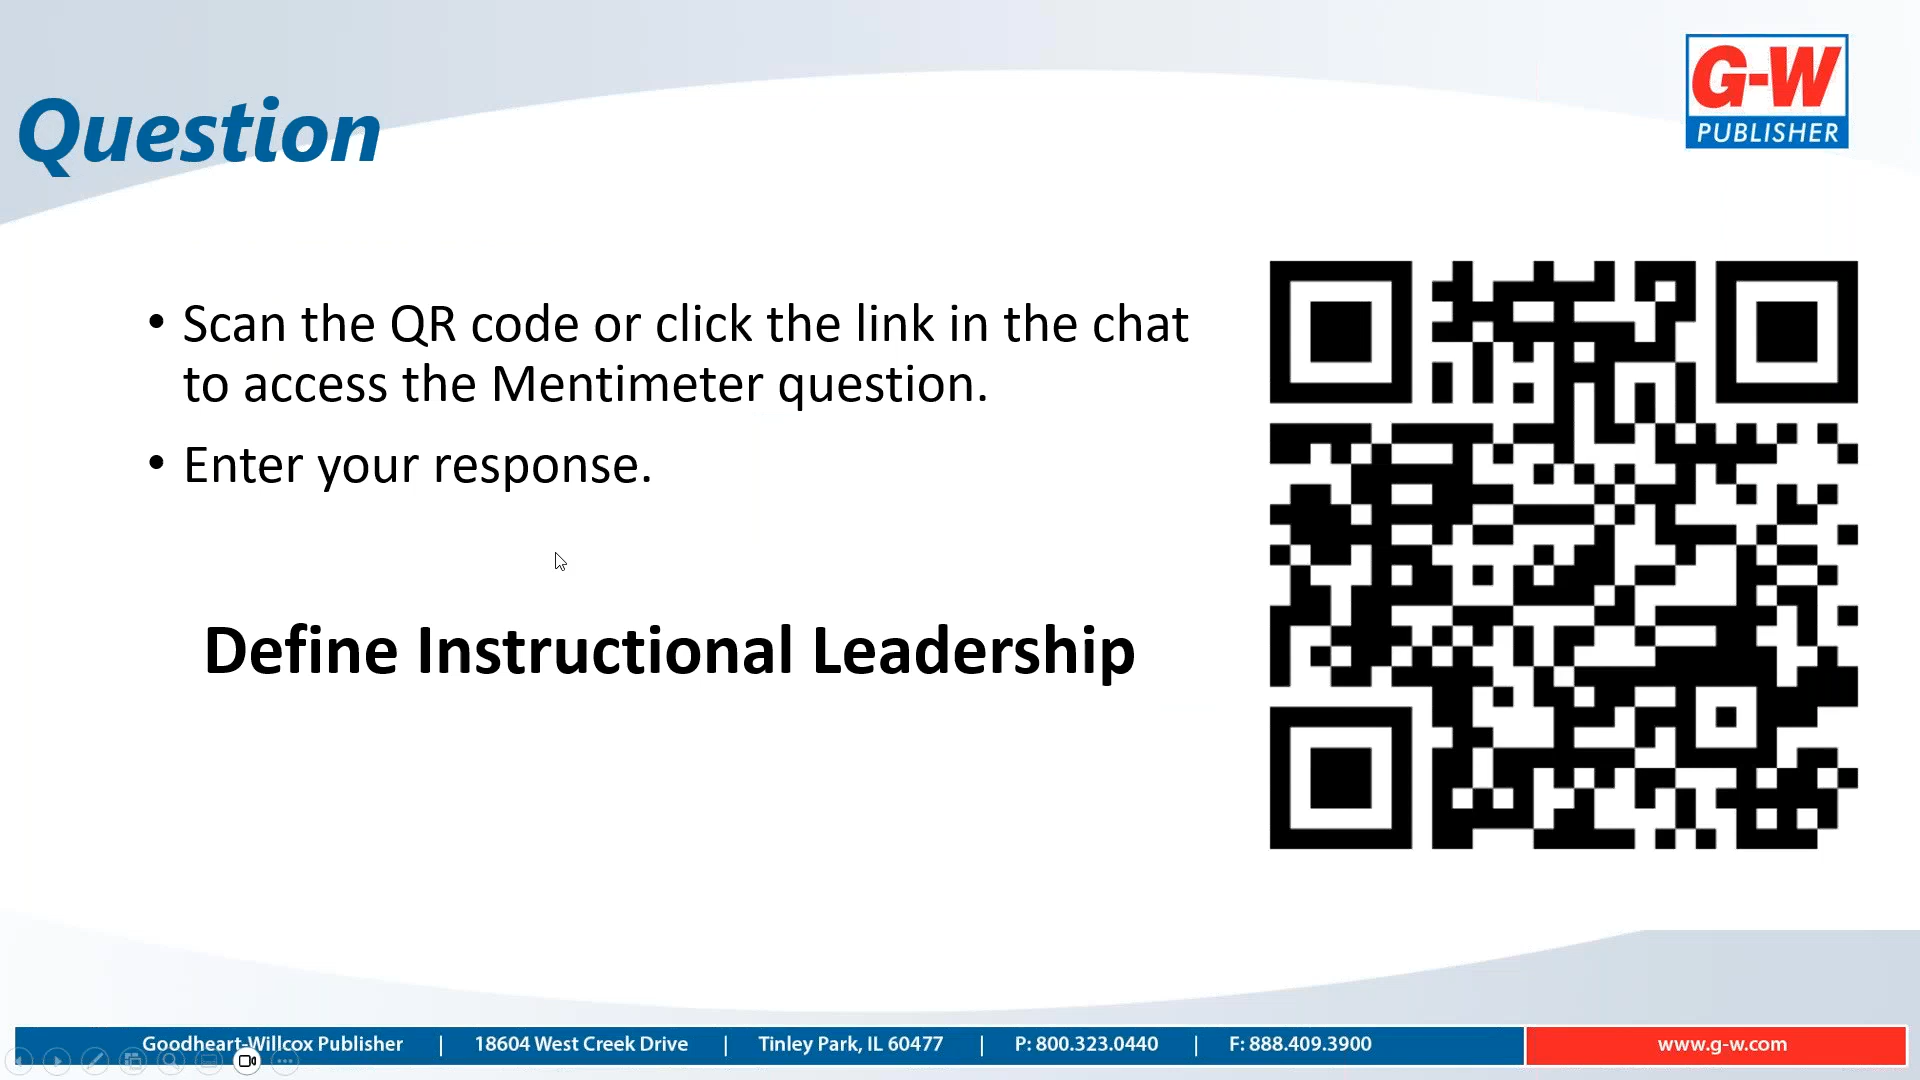 Question
G-W
PUBLISHER
• Scan the QR code or click the link in the chat
to access the Mentimeter question.
• Enter your response.
Define Instructional Leadership
Goodheart-Willcox Publisher | 18604 West Creek Drive | Tinley Park, IL 60477 | P: 800.323.0440 | F: 888.409.3900 www.g-w.com